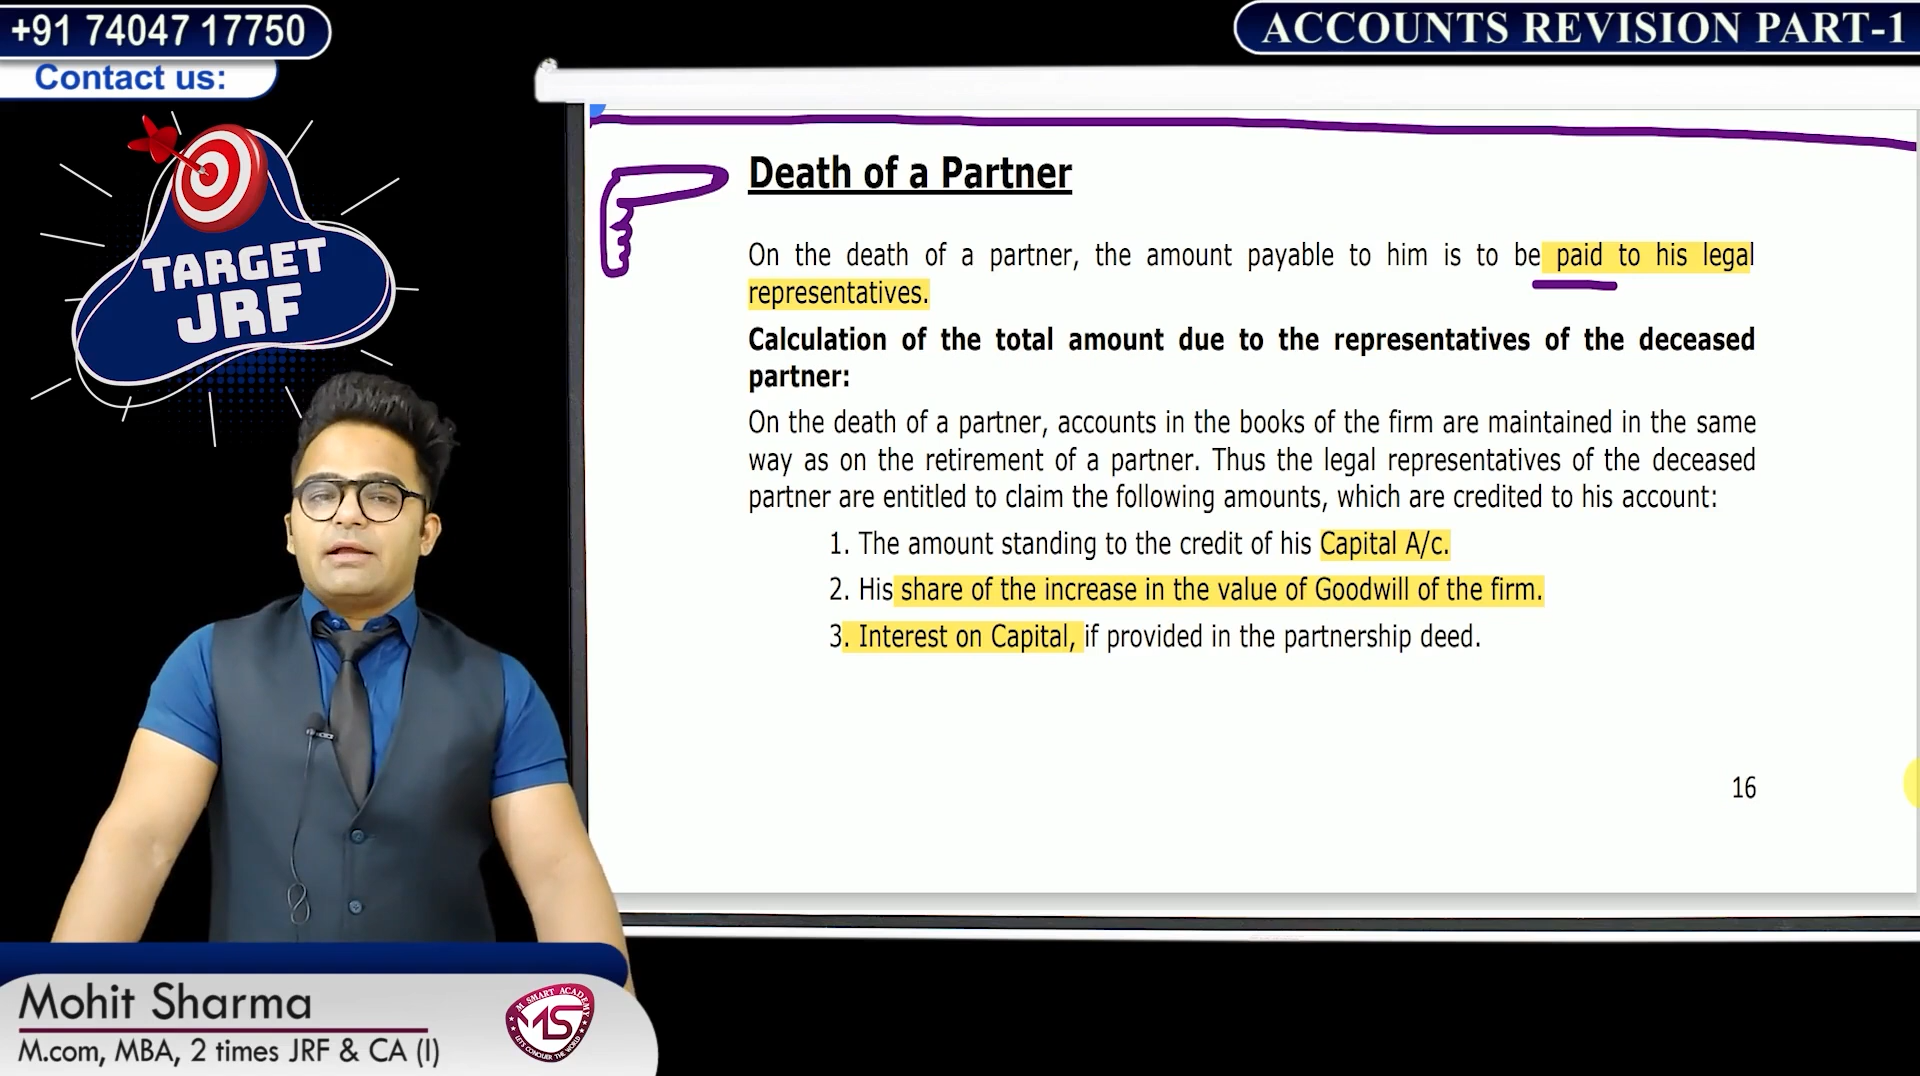 +91 74047 17750
Contact us:
ACCOUNTS REVISION PART-1
TARGET
JRF
Death of a Partner
On the death of a partner, the amount payable to him is to be paid to his legal
representatives.
Calculation of the total amount due to the representatives of the deceased
partner:
On the death of a partner, accounts in the books of the firm are maintained in the same
way as on the retirement of a partner. Thus the legal representatives of the deceased
partner are entitled to claim the following amounts, which are credited to his account:
1. The amount standing to the credit of his Capital A/c.
2. His share of the increase in the value of Goodwill of the firm.
3. Interest on Capital, if provided in the partnership deed.
16
Mohit Sharma
M.com, MBA, 2 times JRF & CA (I)
M SMART ACADEMY
MS
LETS CONQUER THE WORLD